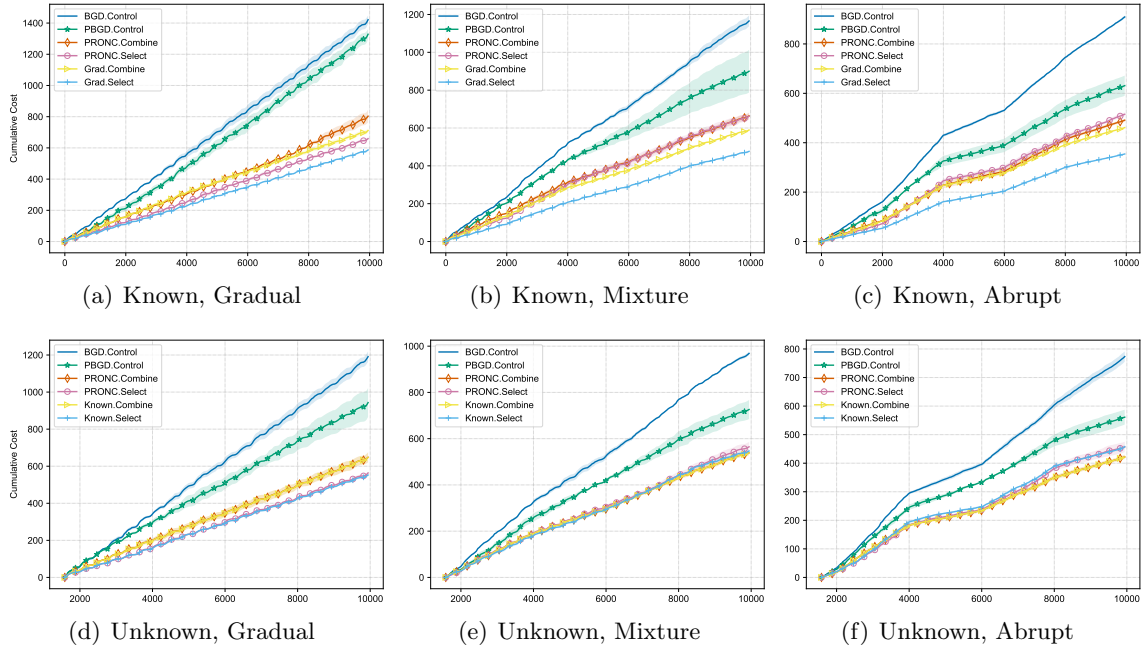 1400
1200
1000
800
600
400
200
0
Cumulative Cost
BGD.Control
PBGD.Control
PRONC.Combine
PRONC.Select
Grad.Combine
Grad.Select
0 2000 4000 6000 8000 10000
(a) Known, Gradual
1200
1000
800
600
400
200
0
BGD.Control
PBGD.Control
PRONC.Combine
PRONC.Select
Grad.Combine
Grad.Select
0 2000 4000 6000 8000 10000
(b) Known, Mixture
800
600
400
200
0
BGD.Control
PBGD.Control
PRONC.Combine
PRONC.Select
Grad.Combine
Grad.Select
0 2000 4000 6000 8000 10000
(c) Known, Abrupt
1200
1000
800
600
400
200
0
Cumulative Cost
BGD.Control
PBGD.Control
PRONC.Combine
PRONC.Select
Known.Combine
Known.Select
2000 4000 6000 8000 10000
(d) Unknown, Gradual
1000
800
600
400
200
0
BGD.Control
PBGD.Control
PRONC.Combine
PRONC.Select
Known.Combine
Known.Select
2000 4000 6000 8000 10000
(e) Unknown, Mixture
800
700
600
500
400
300
200
100
0
BGD.Control
PBGD.Control
PRONC.Combine
PRONC.Select
Known.Combine
Known.Select
2000 4000 6000 8000 10000
(f) Unknown, Abrupt